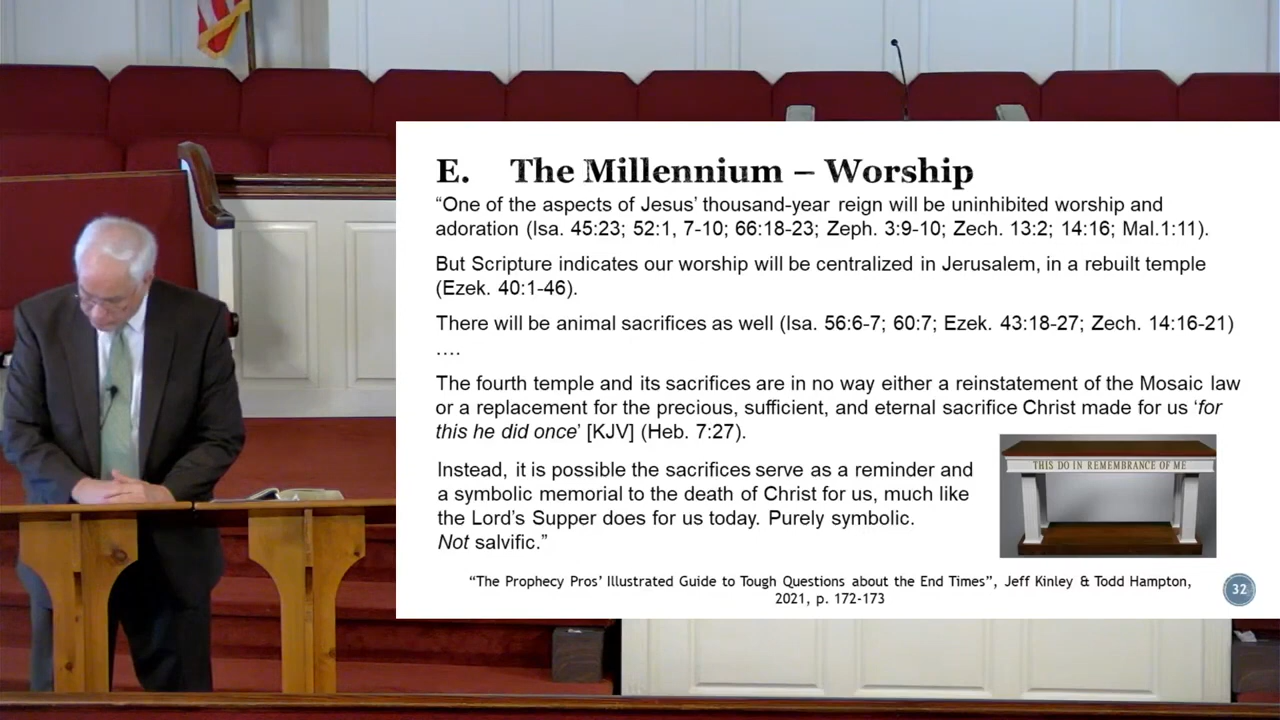 E. The Millennium – Worship
“One of the aspects of Jesus’ thousand-year reign will be uninhibited worship and
adoration (Isa. 45:23; 52:1, 7-10; 66:18-23; Zeph. 3:9-10; Zech. 13:2; 14:16; Mal.1:11).
But Scripture indicates our worship will be centralized in Jerusalem, in a rebuilt temple
(Ezek. 40:1-46).
There will be animal sacrifices as well (Isa. 56:6-7; 60:7; Ezek. 43:18-27; Zech. 14:16-21)
….
The fourth temple and its sacrifices are in no way either a reinstatement of the Mosaic law
or a replacement for the precious, sufficient, and eternal sacrifice Christ made for us ‘for
this he did once’ [KJV] (Heb. 7:27).
Instead, it is possible the sacrifices serve as a reminder and
a symbolic memorial to the death of Christ for us, much like
the Lord’s Supper does for us today. Purely symbolic.
Not salvific.”
THIS DO IN REMEMBRANCE OF ME
“The Prophecy Pros’ Illustrated Guide to Tough Questions about the End Times”, Jeff Kinley & Todd Hampton,
2021, p. 172-173
32